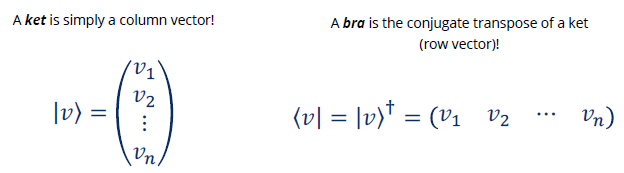 A ket is simply a column vector!
A bra is the conjugate transpose of a ket
(row vector)!
|v⟩ = (v₁ v₂ ⋮ vₙ)
⟨v| = |v⟩† = (v₁ v₂ ⋯ vₙ)